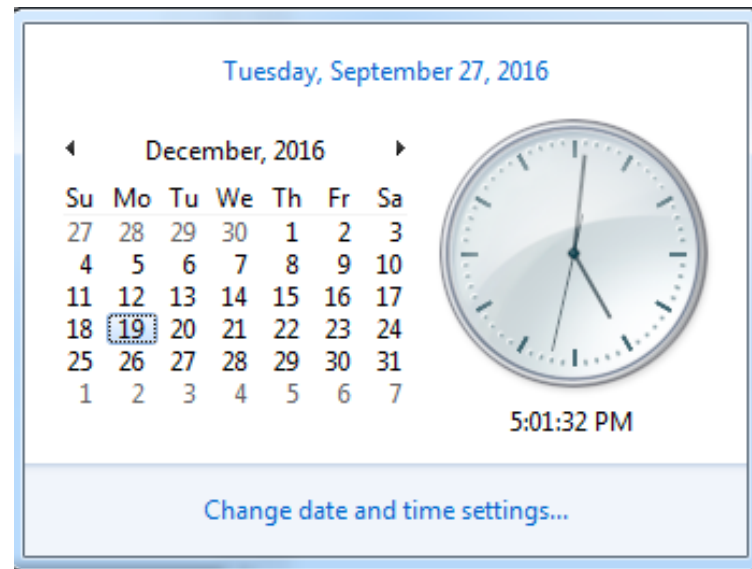 Tuesday, September 27, 2016
December, 2016
Su Mo Tu We Th Fr Sa
27 28 29 30 1 2 3
4 5 6 7 8 9 10
11 12 13 14 15 16 17
18 19 20 21 22 23 24
25 26 27 28 29 30 31
1 2 3 4 5 6 7
5:01:32 PM
Change date and time settings...